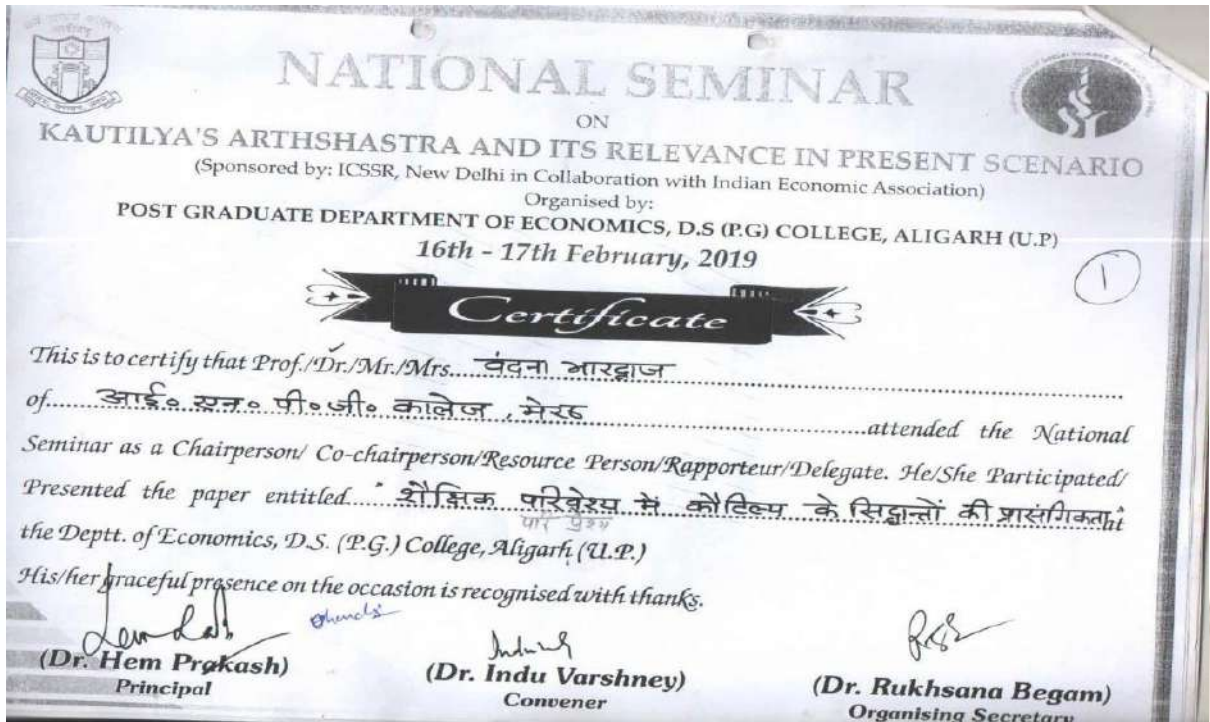 NATIONAL SEMINAR
ON
KAUTILYA'S ARTHSHASTRA AND ITS RELEVANCE IN PRESENT SCENARIO
(Sponsored by: ICSSR, New Delhi in Collaboration with Indian Economic Association)
Organised by:
POST GRADUATE DEPARTMENT OF ECONOMICS, D.S (P.G) COLLEGE, ALIGARH (U.P)
16th - 17th February, 2019
1
Certificate
This is to certify that Prof./Dr./Mr./Mrs.... वंदना भारद्वाज
of.... आई० एन० पी० जी० कालेज, मेरठ ....attended the National
Seminar as a Chairperson/ Co-chairperson/Resource Person/Rapporteur/Delegate. He/She Participated/
Presented the paper entitled.... " शैक्षिक परिवेश्य में कौटिल्य के सिद्धान्तों की प्रासंगिकता" at
परिप्रेक्ष्य
the Deptt. of Economics, D.S. (P.G.) College, Aligarh (U.P.)
His/her graceful presence on the occasion is recognised with thanks.
(Dr. Hem Prakash)
Principal
(Dr. Indu Varshney)
Convener
(Dr. Rukhsana Begam)
Organising Secretary